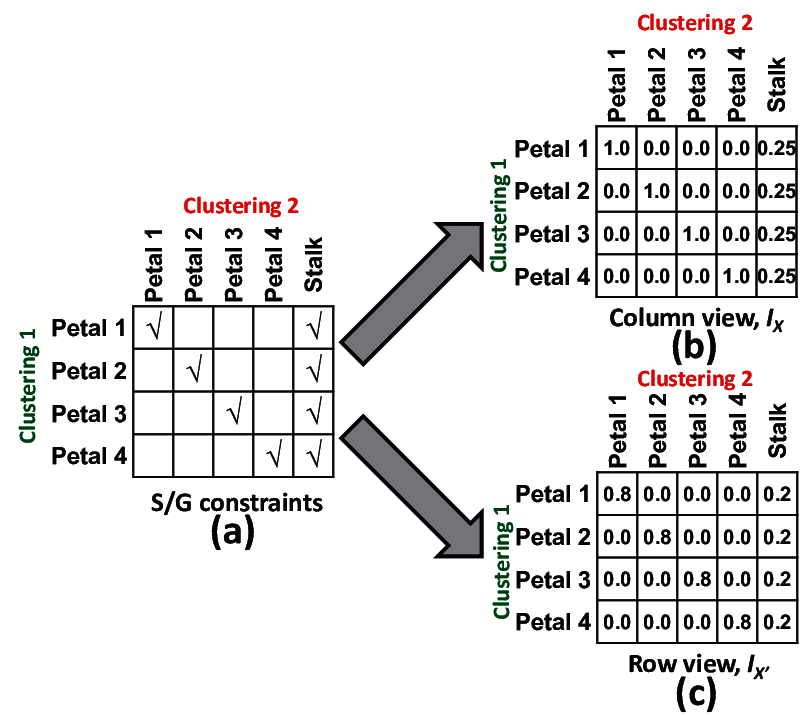 Clustering 2
Petal 1 Petal 2 Petal 3 Petal 4 Stalk
Clustering 1
Petal 1 √ √
Petal 2 √ √
Petal 3 √ √
Petal 4 √ √
S/G constraints
(a)
Clustering 2
Petal 1 Petal 2 Petal 3 Petal 4 Stalk
Clustering 1
Petal 1 1.0 0.0 0.0 0.0 0.25
Petal 2 0.0 1.0 0.0 0.0 0.25
Petal 3 0.0 0.0 1.0 0.0 0.25
Petal 4 0.0 0.0 0.0 1.0 0.25
Column view, IX
(b)
Clustering 2
Petal 1 Petal 2 Petal 3 Petal 4 Stalk
Clustering 1
Petal 1 0.8 0.0 0.0 0.0 0.2
Petal 2 0.0 0.8 0.0 0.0 0.2
Petal 3 0.0 0.0 0.8 0.0 0.2
Petal 4 0.0 0.0 0.0 0.8 0.2
Row view, IX′
(c)